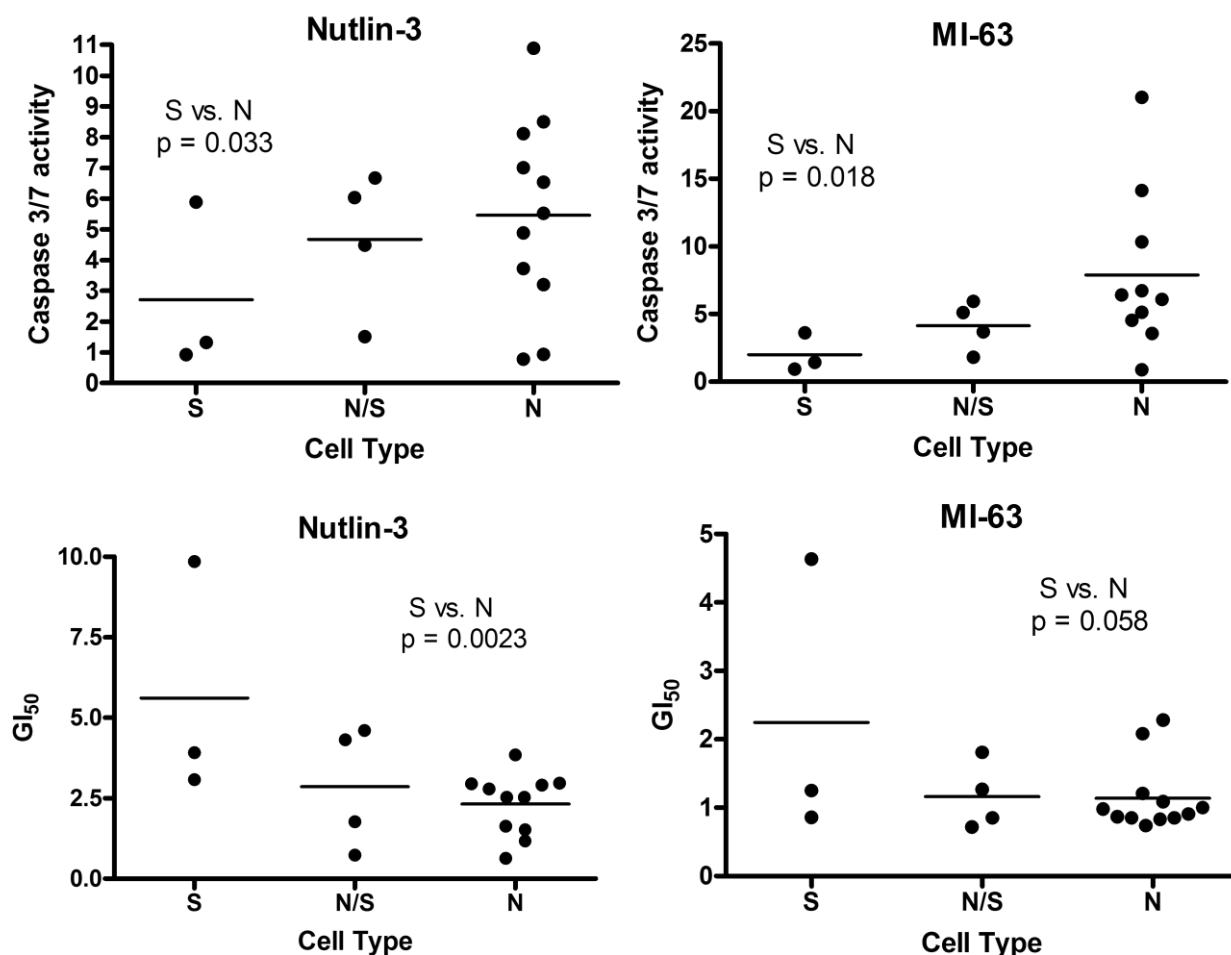 Nutlin-3
Caspase 3/7 activity
11
10
9
8
7
6
5
4
3
2
1
0
S vs. N
p = 0.033
S N/S N
Cell Type
MI-63
Caspase 3/7 activity
25
20
15
10
5
0
S vs. N
p = 0.018
S N/S N
Cell Type
Nutlin-3
GI50
10.0
7.5
5.0
2.5
0.0
S vs. N
p = 0.0023
S N/S N
Cell Type
MI-63
GI50
5
4
3
2
1
0
S vs. N
p = 0.058
S N/S N
Cell Type